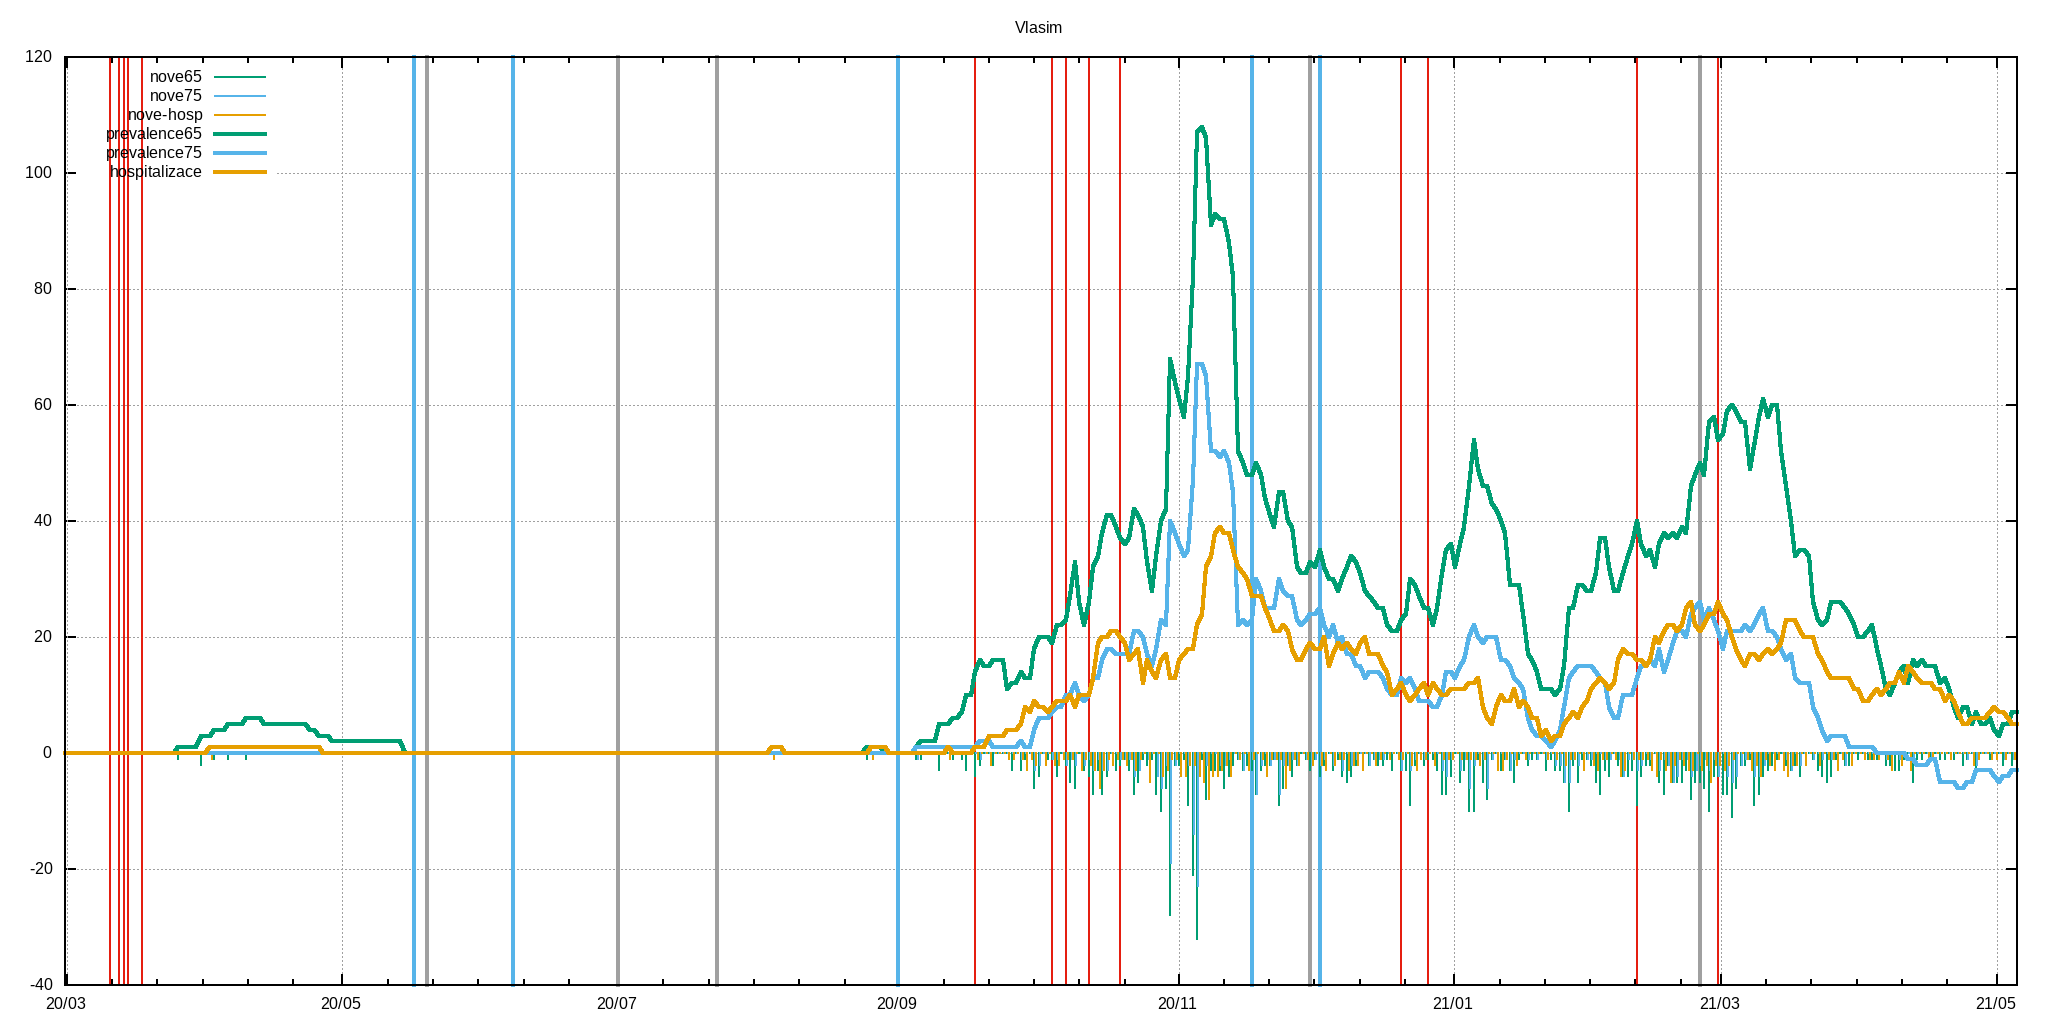 Vlasim
120
100
80
60
40
20
0
-20
-40
nove65
nove75
nove-hosp
prevalence65
prevalence75
hospitalizace
20/03 20/05 20/07 20/09 20/11 21/01 21/03 21/05